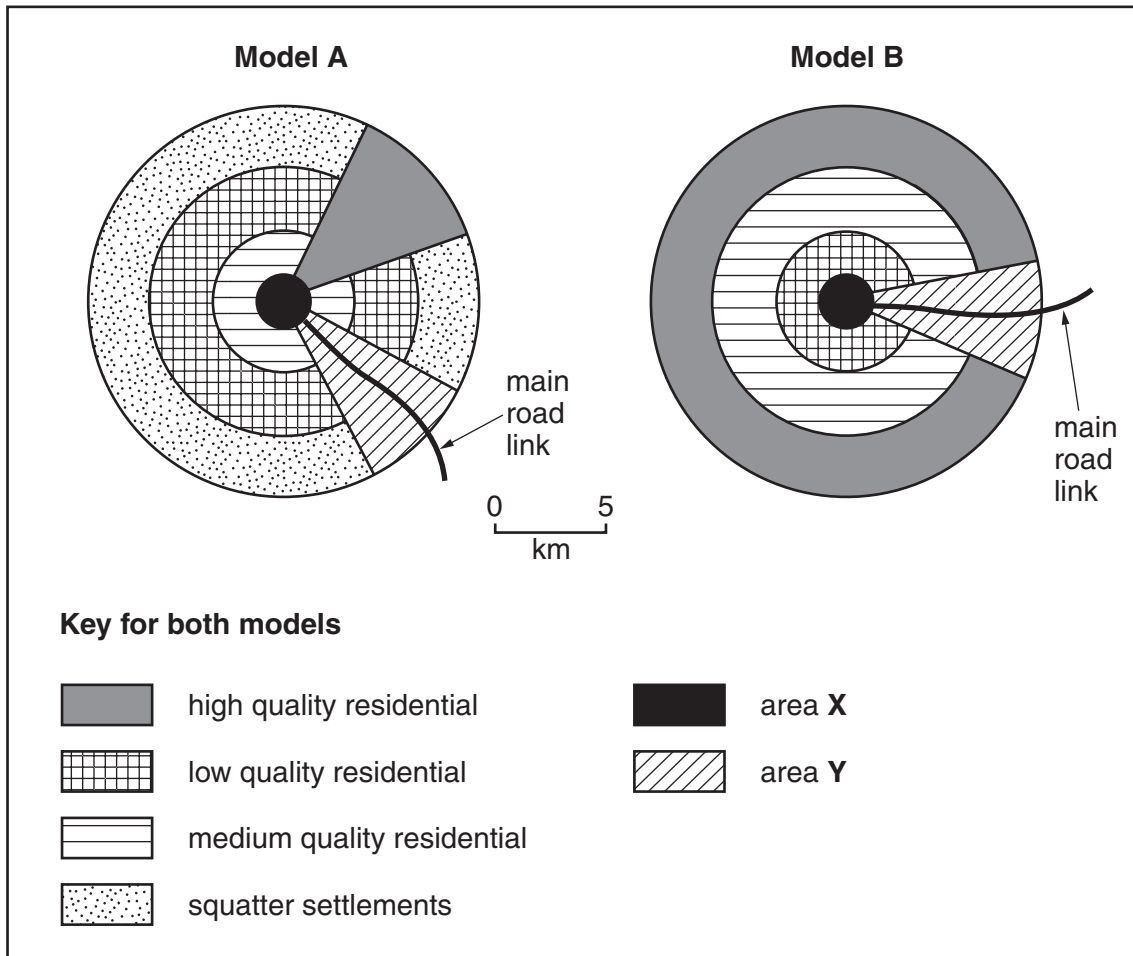 Model A
Model B
main
road
link
main
road
link
0 5
km
Key for both models
high quality residential
low quality residential
medium quality residential
squatter settlements
area X
area Y